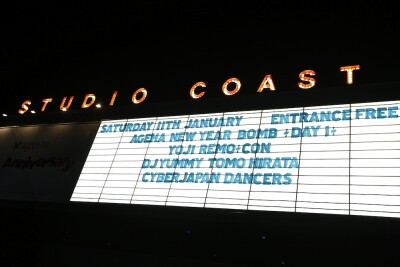 STUDIO COAST
SATURDAY 11TH JANUARY ENTRANCE FREE
AGEHA NEW YEAR BOMB +DAY 1+
YOJI REMO+CON
DJ YUMMY TOMO HIRATA
CYBERJAPAN DANCERS
Anniversary